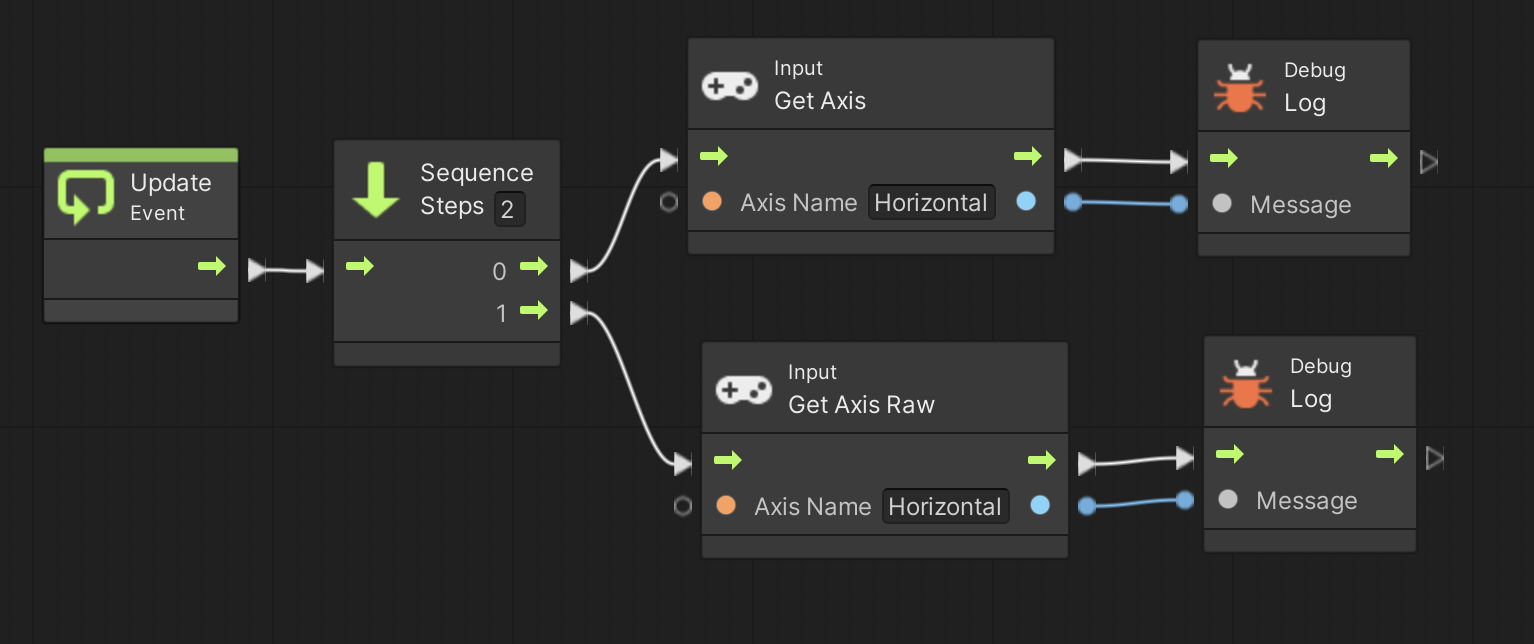 Update
Event
Sequence
Steps 2
0
1
Input
Get Axis
Axis Name Horizontal
Debug
Log
Message
Input
Get Axis Raw
Axis Name Horizontal
Debug
Log
Message